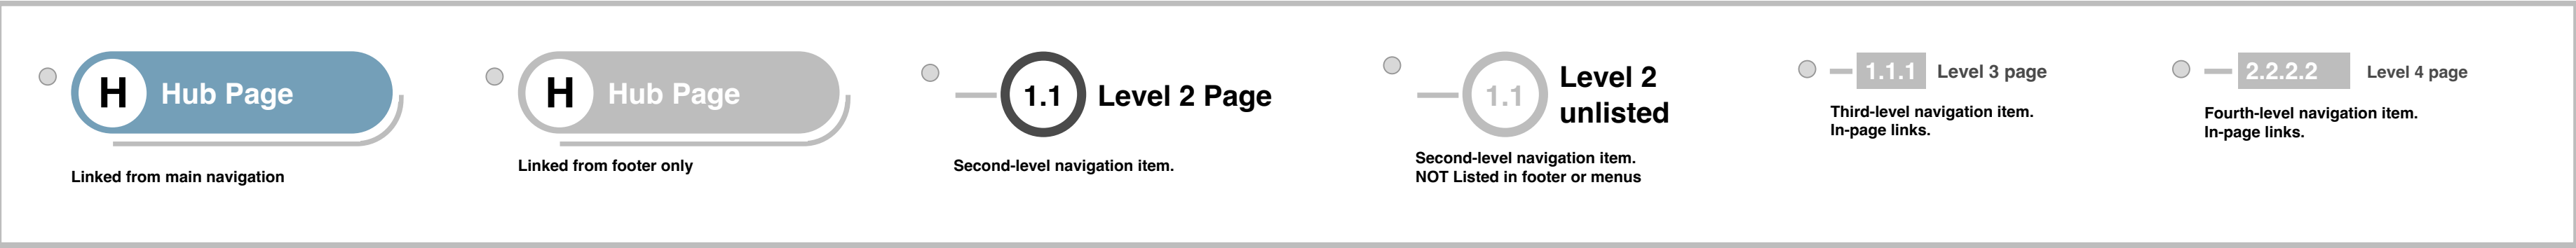 H Hub Page
Linked from main navigation
H Hub Page
Linked from footer only
1.1 Level 2 Page
Second-level navigation item.
1.1 Level 2
unlisted
Second-level navigation item.
NOT Listed in footer or menus
1.1.1 Level 3 page
Third-level navigation item.
In-page links.
2.2.2.2 Level 4 page
Fourth-level navigation item.
In-page links.